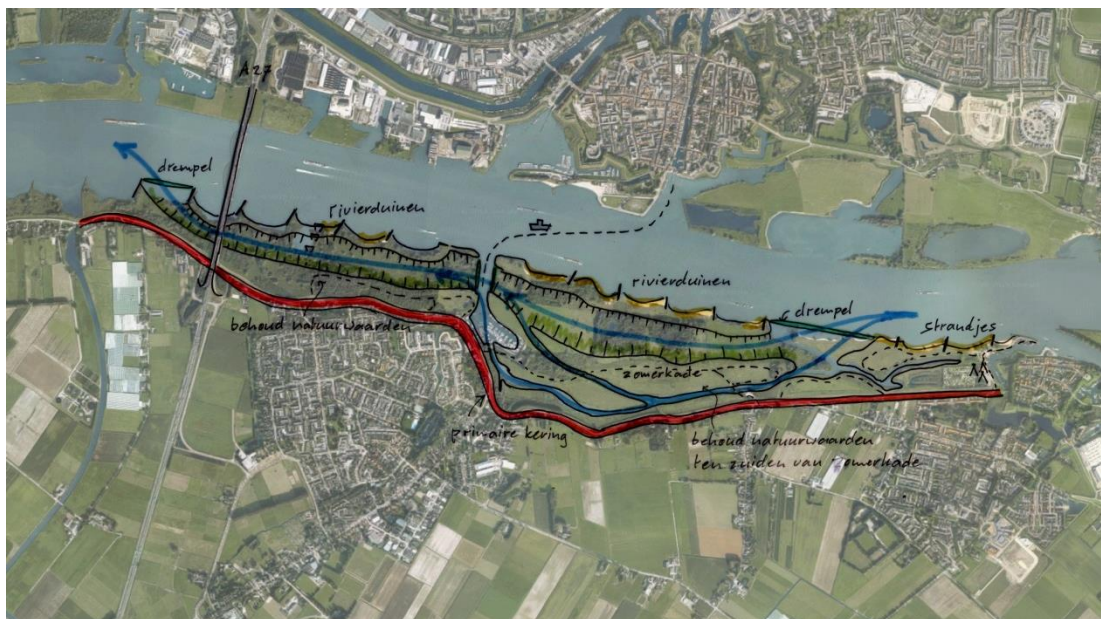 A27
drempel
rivierduinen
rivierduinen
drempel
strandjes
behoud natuurwaarden
zomerkade
primaire kering
behoud natuurwaarden
ten zuiden van zomerkade